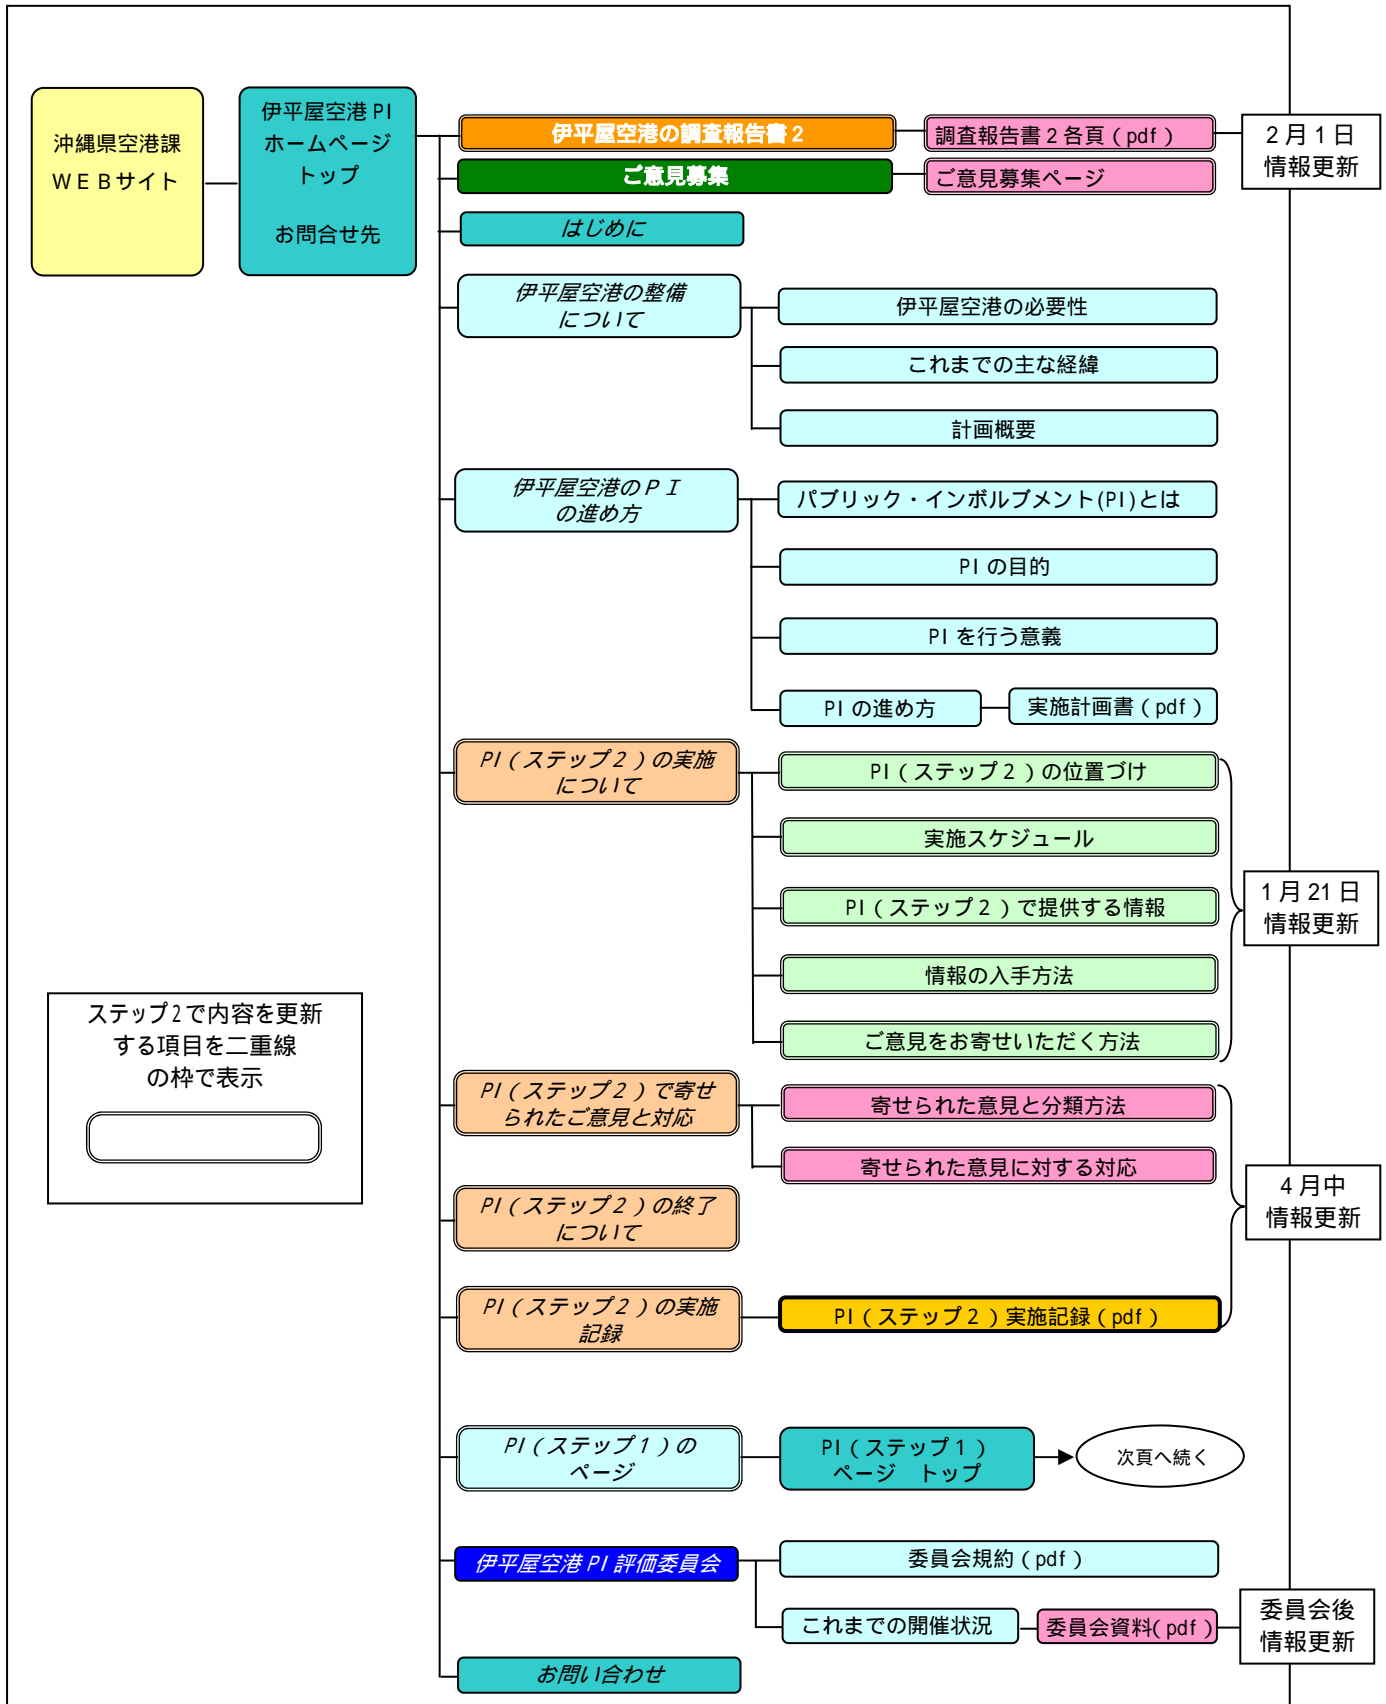 沖縄県空港課
ＷＥＢサイト
伊平屋空港 PI
ホームページ
トップ
お問合せ先
伊平屋空港の調査報告書２
調査報告書２各頁（pdf）
２月１日
情報更新
ご意見募集
ご意見募集ページ
はじめに
伊平屋空港の整備
について
伊平屋空港の必要性
これまでの主な経緯
計画概要
伊平屋空港のＰＩ
の進め方
パブリック・インボルブメント(PI)とは
PI の目的
PI を行う意義
PI の進め方
実施計画書（pdf）
PI（ステップ２）の実施
について
PI（ステップ２）の位置づけ
実施スケジュール
PI（ステップ２）で提供する情報
情報の入手方法
ご意見をお寄せいただく方法
１月 21 日
情報更新
ステップ2で内容を更新
する項目を二重線
の枠で表示
PI（ステップ２）で寄せ
られたご意見と対応
寄せられた意見と分類方法
寄せられた意見に対する対応
PI（ステップ２）の終了
について
４月中
情報更新
PI（ステップ２）の実施
記録
PI（ステップ２）実施記録（pdf）
PI（ステップ１）の
ページ
PI（ステップ１）
ページ　トップ
次頁へ続く
伊平屋空港 PI 評価委員会
委員会規約（pdf）
これまでの開催状況
委員会資料(pdf)
委員会後
情報更新
お問い合わせ